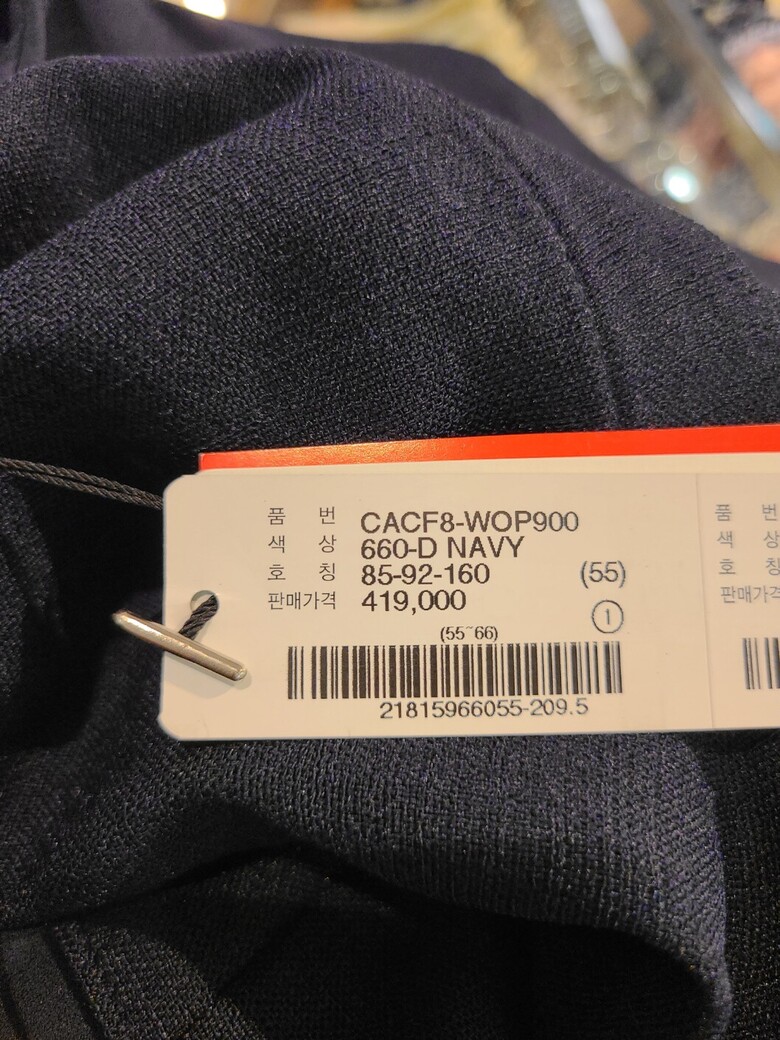 품 번 CACF8-WOP900
색 상 660-D NAVY
호 칭 85-92-160 (55)
판매가격 419,000 ①
(55~66)
21815966055-209.5
품 번
색 상
호 칭
판매가격